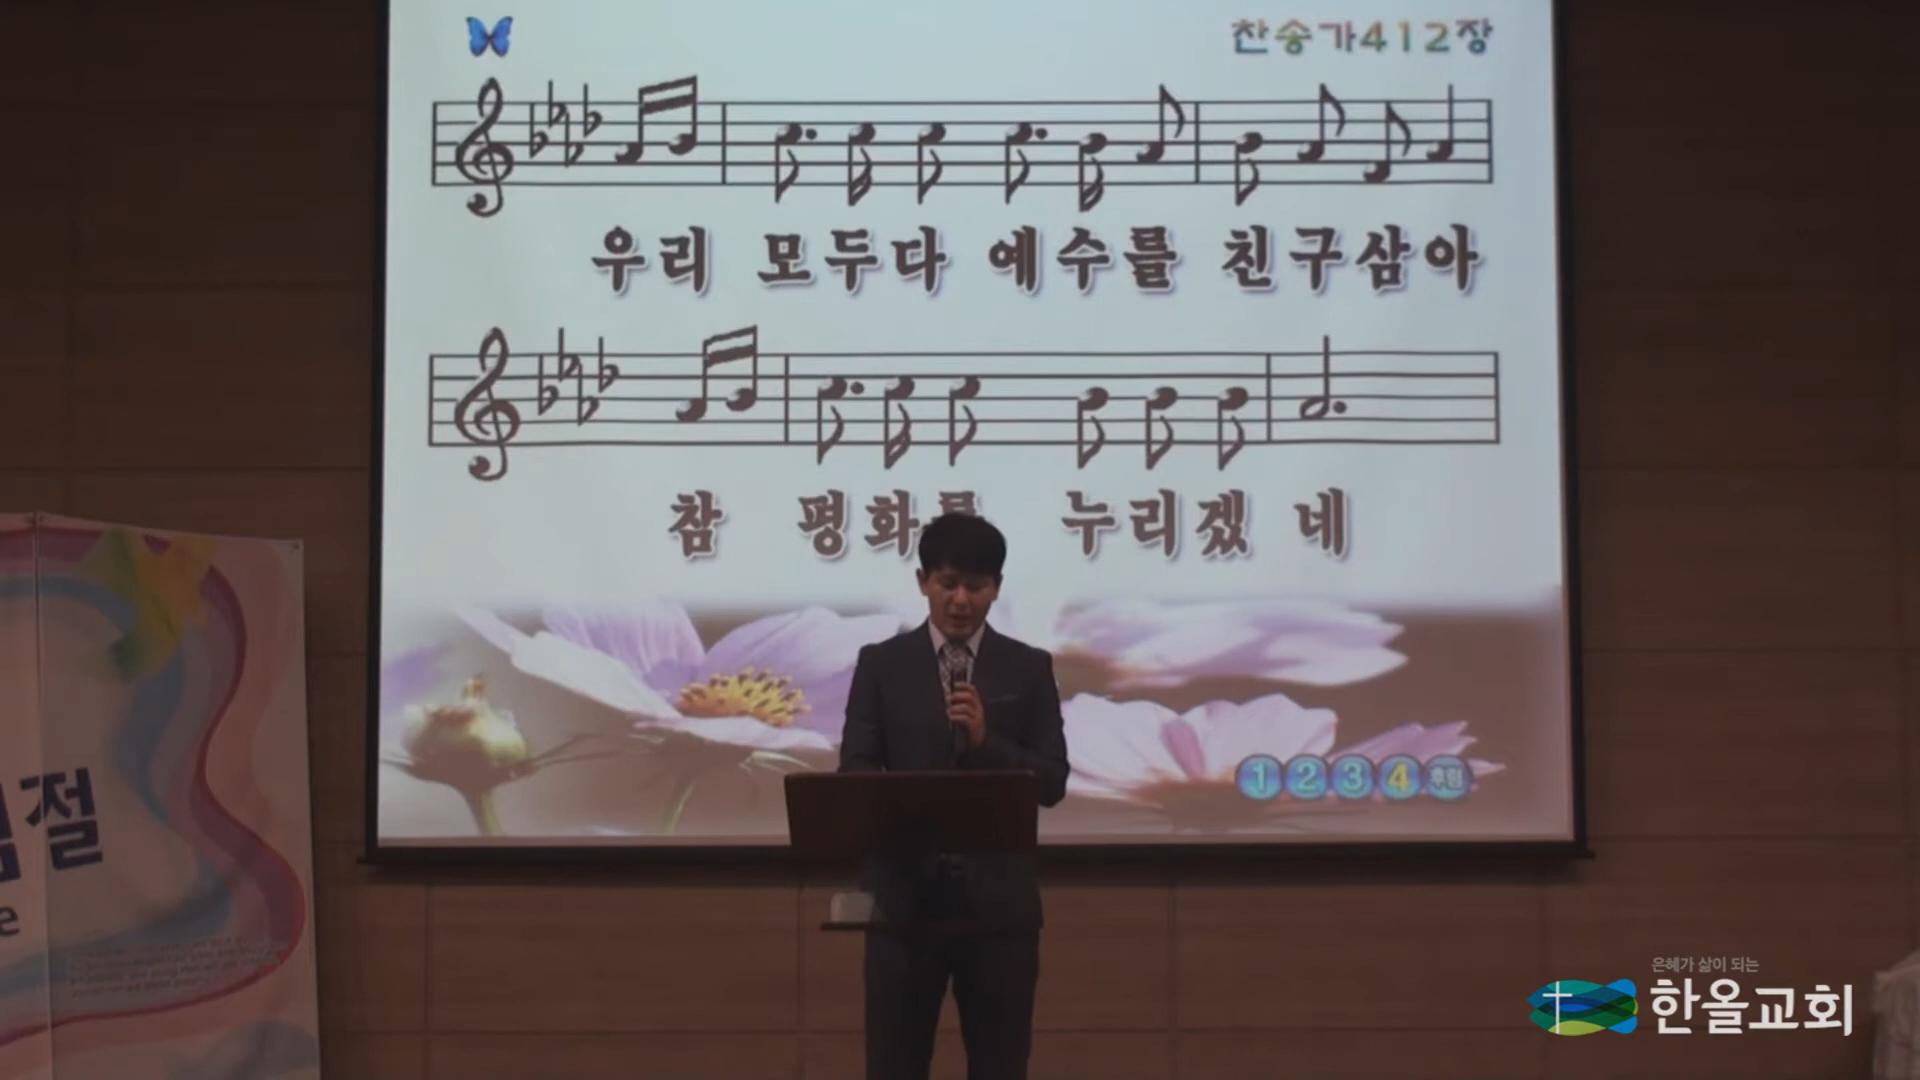 찬송가412장
우리 모두다 예수를 친구삼아
참 평화를 누리겠네
1 2 3 4 후렴
절
e
은혜가 삶이 되는
한올교회